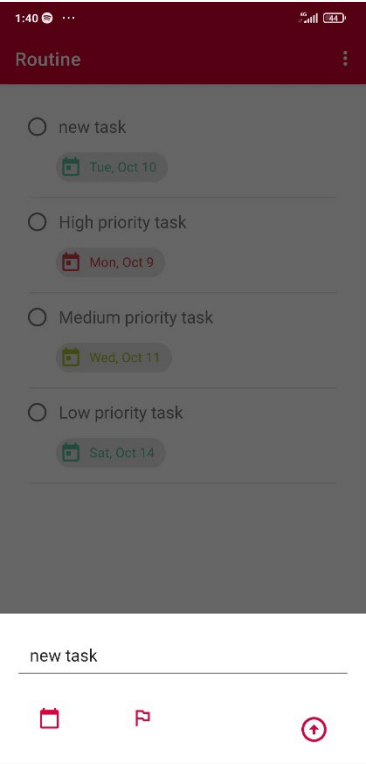 1:40 ... 4G 44
Routine
new task
Tue, Oct 10
High priority task
Mon, Oct 9
Medium priority task
Wed, Oct 11
Low priority task
Sat, Oct 14
new task